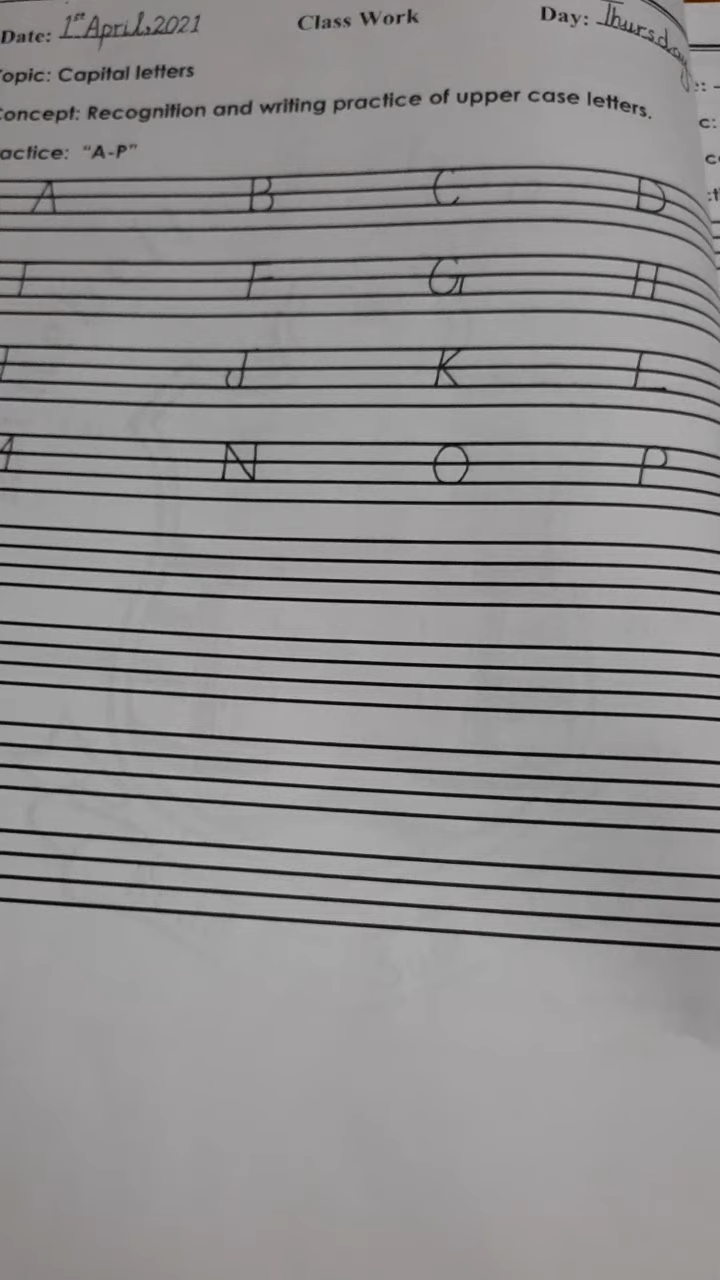 Date: 1st April, 2021 Class Work Day: Thursday
opic: Capital letters
oncept: Recognition and writing practice of upper case letters.
actice: "A-P"
A B C D
F G H
J K L
N O P